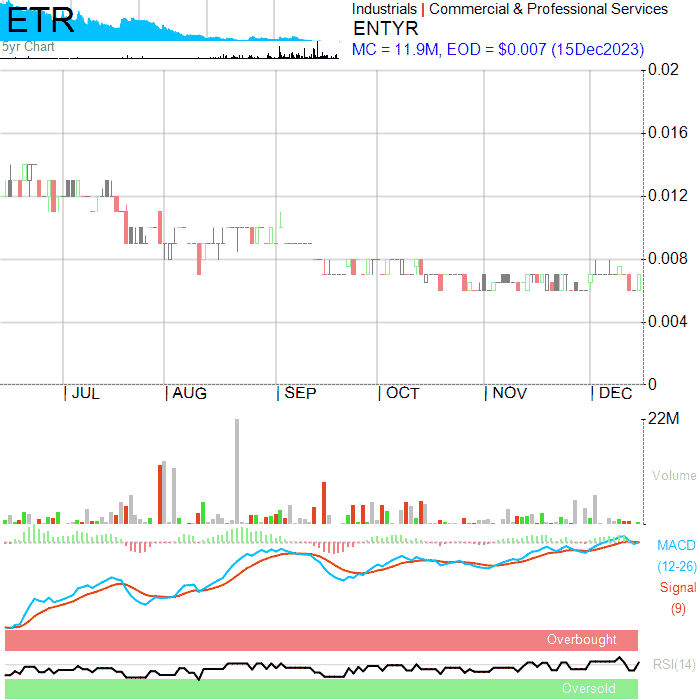 ETR
5yr Chart
Industrials | Commercial & Professional Services
ENTYR
MC = 11.9M, EOD = $0.007 (15Dec2023)
0.02
0.016
0.012
0.008
0.004
0
JUL AUG SEP OCT NOV DEC
22M
Volume
MACD
(12-26)
Signal
(9)
Overbought
RSI(14)
Oversold